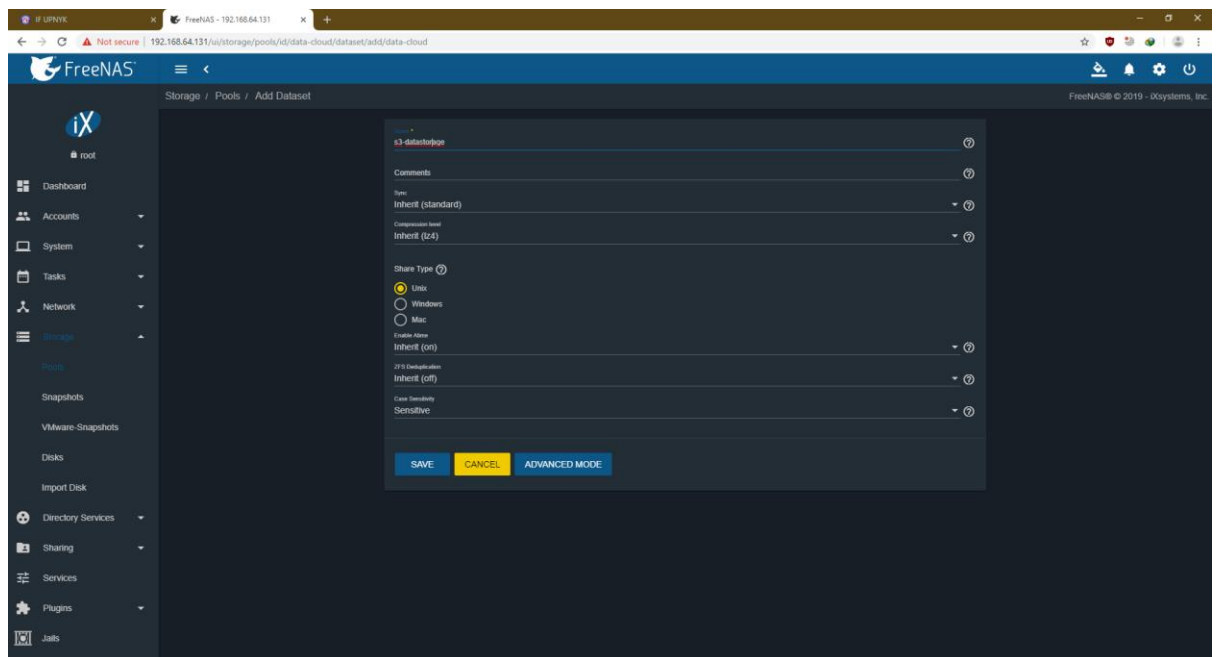 IF UPNYK
FreeNAS - 192.168.64.131
Not secure | 192.168.64.131/ui/storage/pools/id/data-cloud/dataset/add/data-cloud
FreeNAS
Storage / Pools / Add Dataset
FreeNAS® © 2019 - iXsystems, Inc.
iX
root
Dashboard
Accounts
System
Tasks
Network
Storage
Pools
Snapshots
VMware-Snapshots
Disks
Import Disk
Directory Services
Sharing
Services
Plugins
Jails
s3-datastorage
Comments
Sync
Inherit (standard)
Compression level
Inherit (lz4)
Share Type
Unix
Windows
Mac
Enable Atime
Inherit (on)
ZFS Deduplication
Inherit (off)
Case Sensitivity
Sensitive
SAVE
CANCEL
ADVANCED MODE